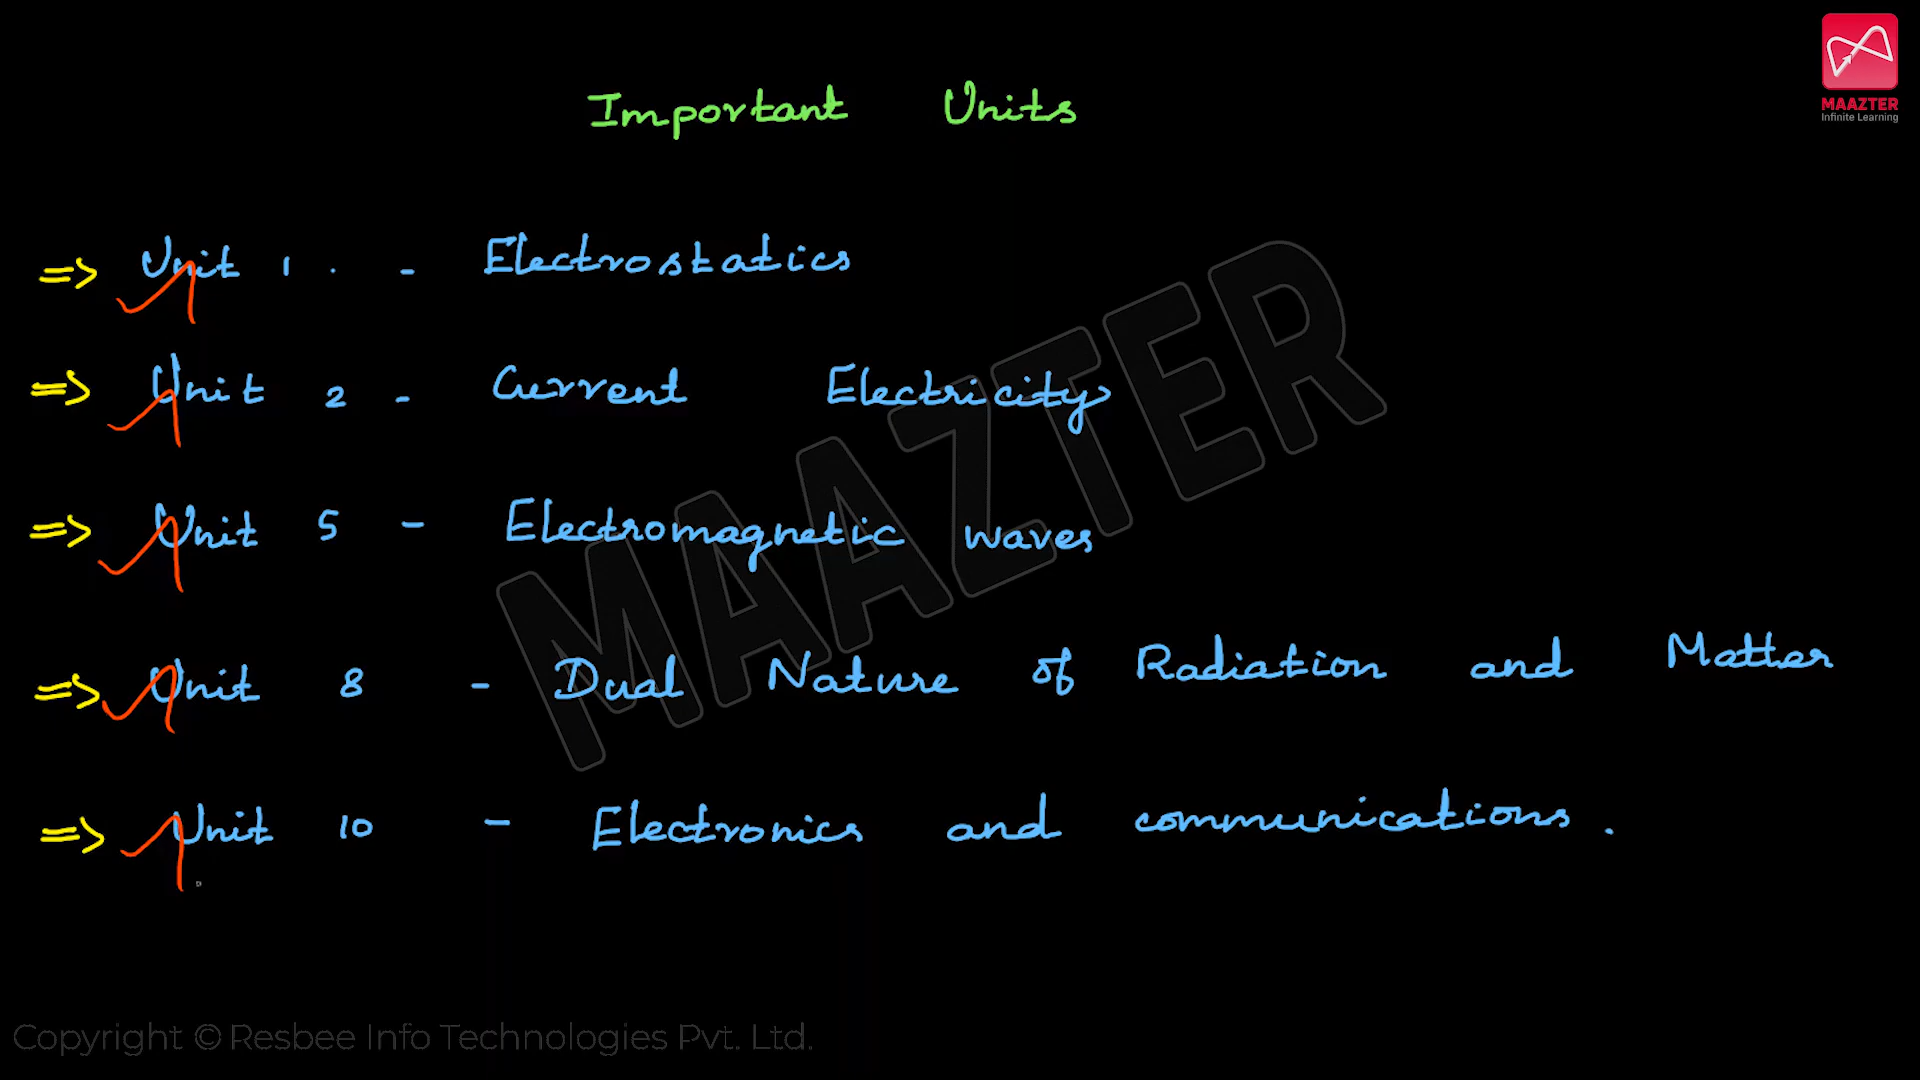 MAAZTER
Infinite Learning
Important Units
=> Unit 1 . - Electrostatics
=> Unit 2 - Current Electricity
=> Unit 5 - Electromagnetic waves
=> Unit 8 - Dual Nature of Radiation and Matter
=> Unit 10 - Electronics and communications.
MAAZTER
Copyright © Resbee Info Technologies Pvt. Ltd.